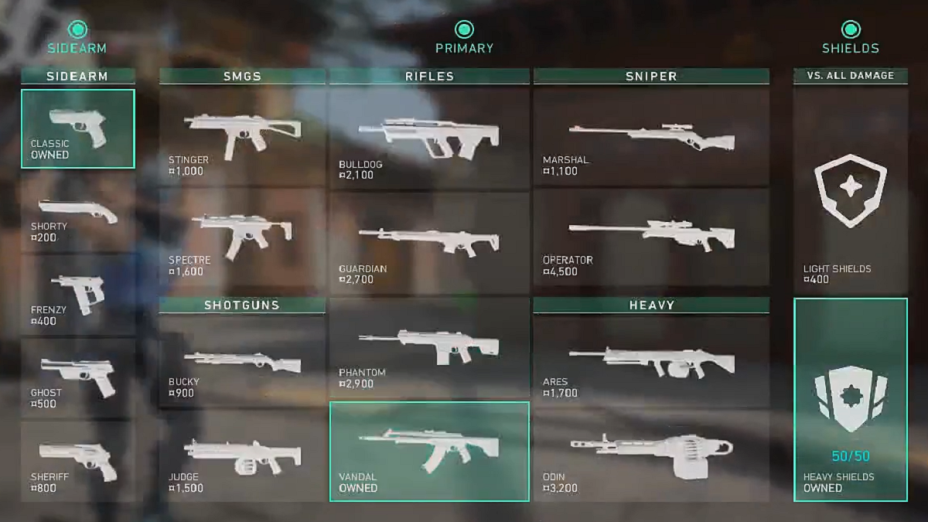 SIDEARM
PRIMARY
SHIELDS
SIDEARM
CLASSIC
OWNED
SHORTY
¤200
FRENZY
¤400
GHOST
¤500
SHERIFF
¤800
SMGS
STINGER
¤1,000
SPECTRE
¤1,600
SHOTGUNS
BUCKY
¤900
JUDGE
¤1,500
RIFLES
BULLDOG
¤2,100
GUARDIAN
¤2,700
PHANTOM
¤2,900
VANDAL
OWNED
SNIPER
MARSHAL
¤1,100
OPERATOR
¤4,500
HEAVY
ARES
¤1,700
ODIN
¤3,200
VS. ALL DAMAGE
LIGHT SHIELDS
¤400
50/50
HEAVY SHIELDS
OWNED